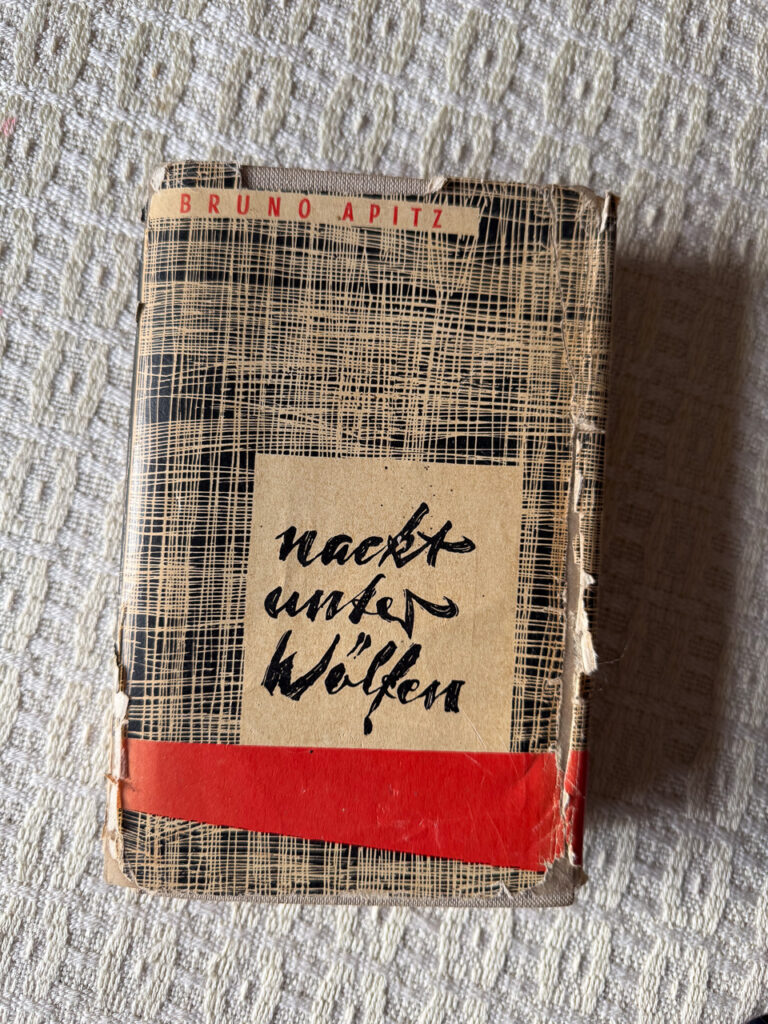 BRUNO APITZ
nackt
unter
Wölfen